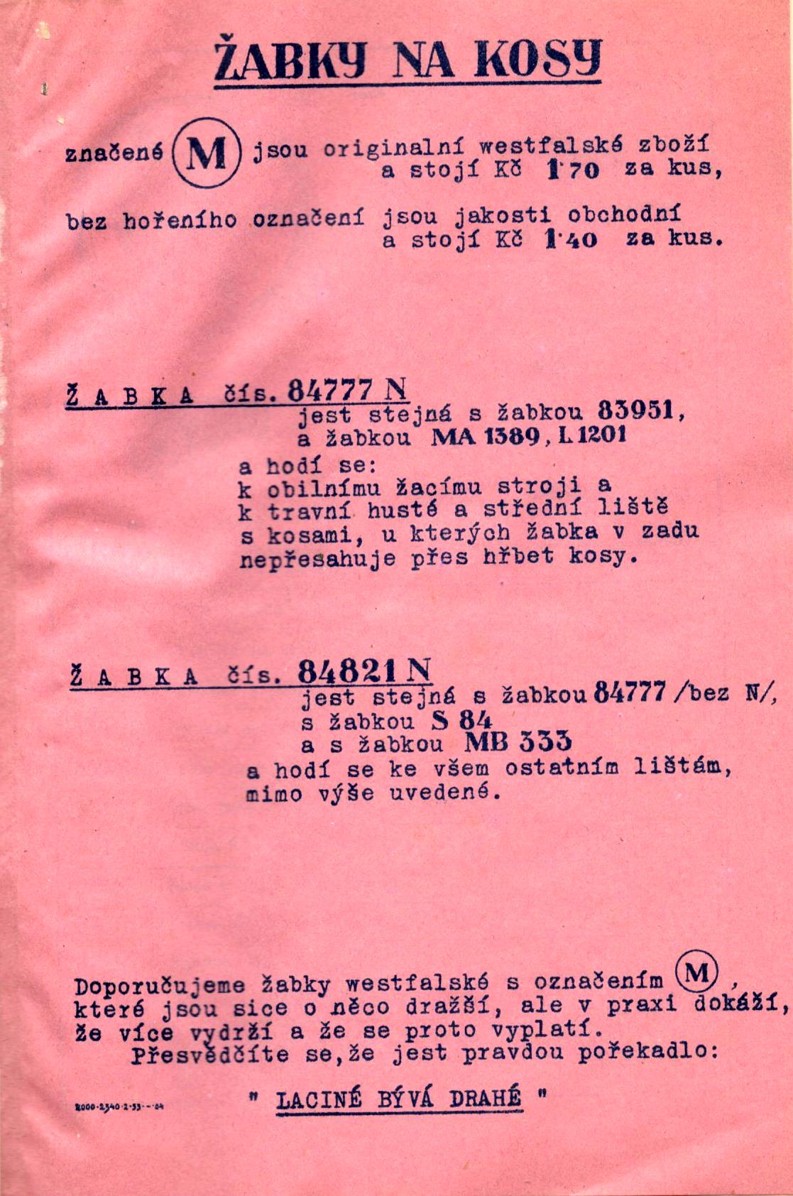 ŽABKY NA KOSY
značené M jsou originalní westfalské zboží
a stojí Kč 1·70 za kus,
bez hořeního označení jsou jakosti obchodní
a stojí Kč 1·40 za kus.
ŽABKA čís. 84777 N
jest stejná s žabkou 83951,
a žabkou MA 1389, L 1201
a hodí se:
k obilnímu žacímu stroji a
k travní husté a střední liště
s kosami, u kterých žabka v zadu
nepřesahuje přes hřbet kosy.
ŽABKA čís. 84821 N
jest stejná s žabkou 84777 /bez N/,
s žabkou S 84
a s žabkou MB 333
a hodí se ke všem ostatním lištám,
mimo výše uvedené.
Doporučujeme žabky westfalské s označením M,
které jsou sice o něco dražší, ale v praxi dokáží,
že více vydrží a že se proto vyplatí.
Přesvědčíte se,že jest pravdou pořekadlo:
" LACINÉ BÝVÁ DRAHÉ "